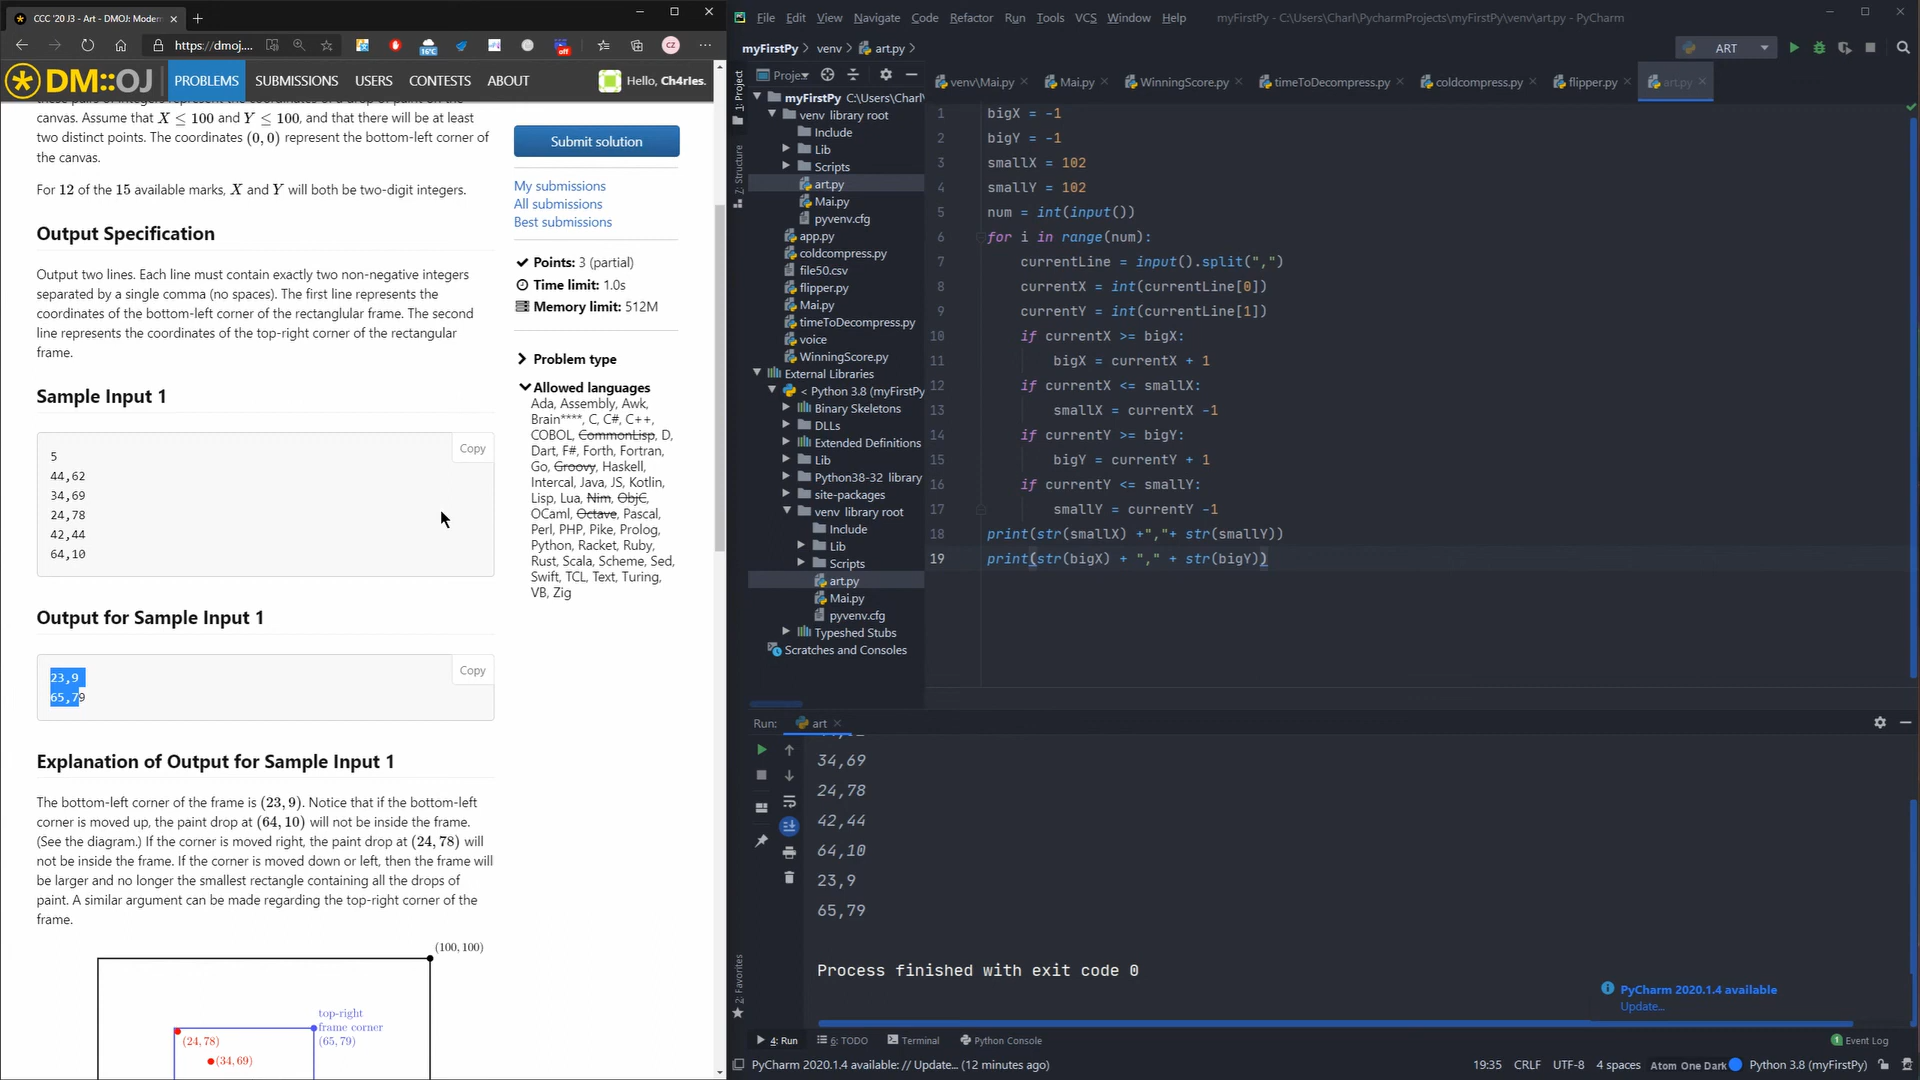 CCC '20 J3 - Art - DMOJ: Modern
https://dmoj....
16°C
off
CZ
DM::OJ
PROBLEMS
SUBMISSIONS
USERS
CONTESTS
ABOUT
Hello, Ch4rles.
these pairs of integers represent the coordinates of a drop of paint on the
canvas. Assume that X ≤ 100 and Y ≤ 100, and that there will be at least
two distinct points. The coordinates (0, 0) represent the bottom-left corner of
the canvas.
For 12 of the 15 available marks, X and Y will both be two-digit integers.
Output Specification
Output two lines. Each line must contain exactly two non-negative integers
separated by a single comma (no spaces). The first line represents the
coordinates of the bottom-left corner of the rectanglular frame. The second
line represents the coordinates of the top-right corner of the rectangular
frame.
Sample Input 1
Copy
5
44,62
34,69
24,78
42,44
64,10
Output for Sample Input 1
Copy
23,9
65,79
Explanation of Output for Sample Input 1
The bottom-left corner of the frame is (23, 9). Notice that if the bottom-left
corner is moved up, the paint drop at (64, 10) will not be inside the frame.
(See the diagram.) If the corner is moved right, the paint drop at (24, 78) will
not be inside the frame. If the corner is moved down or left, then the frame will
be larger and no longer the smallest rectangle containing all the drops of
paint. A similar argument can be made regarding the top-right corner of the
frame.
(100, 100)
top-right
frame corner
(65, 79)
(24, 78)
(34, 69)
Submit solution
My submissions
All submissions
Best submissions
Points: 3 (partial)
Time limit: 1.0s
Memory limit: 512M
Problem type
Allowed languages
Ada, Assembly, Awk,
Brain****, C, C#, C++,
COBOL, CommonLisp, D,
Dart, F#, Forth, Fortran,
Go, Groovy, Haskell,
Intercal, Java, JS, Kotlin,
Lisp, Lua, Nim, ObjC,
OCaml, Octave, Pascal,
Perl, PHP, Pike, Prolog,
Python, Racket, Ruby,
Rust, Scala, Scheme, Sed,
Swift, TCL, Text, Turing,
VB, Zig
File Edit View Navigate Code Refactor Run Tools VCS Window Help
myFirstPy - C:\Users\Charl\PycharmProjects\myFirstPy\venv\art.py - PyCharm
myFirstPy
venv
art.py
ART
1: Project
Z: Structure
2: Favorites
Proje
myFirstPy C:\Users\Charl\
venv library root
Include
Lib
Scripts
art.py
Mai.py
pyvenv.cfg
app.py
coldcompress.py
file50.csv
flipper.py
Mai.py
timeToDecompress.py
voice
WinningScore.py
External Libraries
< Python 3.8 (myFirstPy
Binary Skeletons
DLLs
Extended Definitions
Lib
Python38-32 library
site-packages
venv library root
Include
Lib
Scripts
art.py
Mai.py
pyvenv.cfg
Typeshed Stubs
Scratches and Consoles
venv\Mai.py
Mai.py
WinningScore.py
timeToDecompress.py
coldcompress.py
flipper.py
art.py
1 bigX = -1
2 bigY = -1
3 smallX = 102
4 smallY = 102
5 num = int(input())
6 for i in range(num):
7 currentLine = input().split(",")
8 currentX = int(currentLine[0])
9 currentY = int(currentLine[1])
10 if currentX >= bigX:
11 bigX = currentX + 1
12 if currentX <= smallX:
13 smallX = currentX -1
14 if currentY >= bigY:
15 bigY = currentY + 1
16 if currentY <= smallY:
17 smallY = currentY -1
18 print(str(smallX) +","+ str(smallY))
19 print(str(bigX) + "," + str(bigY))
Run:
art
34,69
24,78
42,44
64,10
23,9
65,79
Process finished with exit code 0
PyCharm 2020.1.4 available
Update...
4: Run
6: TODO
Terminal
Python Console
1 Event Log
PyCharm 2020.1.4 available: // Update... (12 minutes ago)
19:35 CRLF UTF-8 4 spaces Atom One Dark Python 3.8 (myFirstPy)